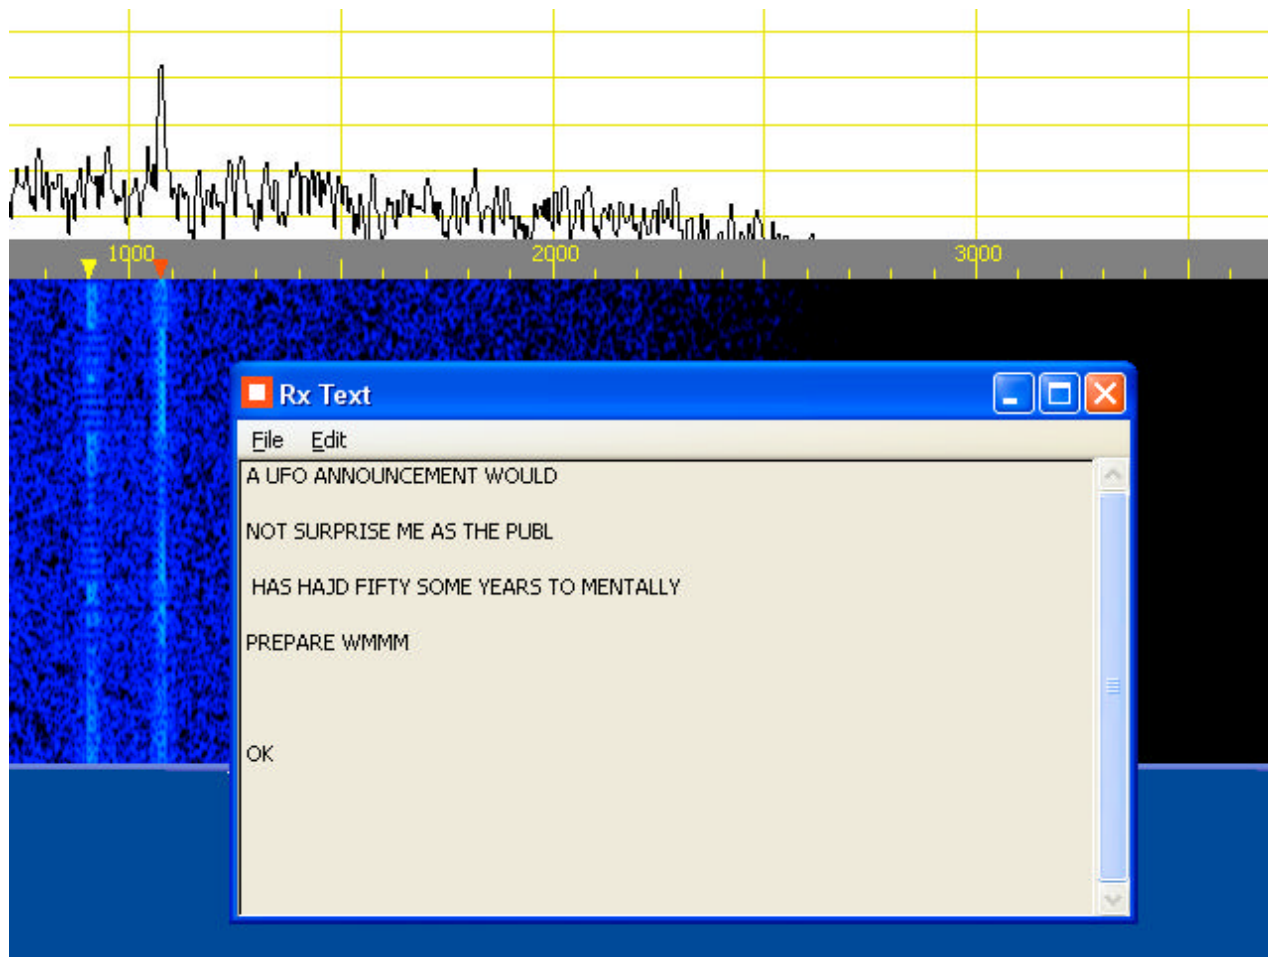 1000 2000 3000
Rx Text
File Edit
A UFO ANNOUNCEMENT WOULD
NOT SURPRISE ME AS THE PUBL
HAS HAJD FIFTY SOME YEARS TO MENTALLY
PREPARE WMMM
OK